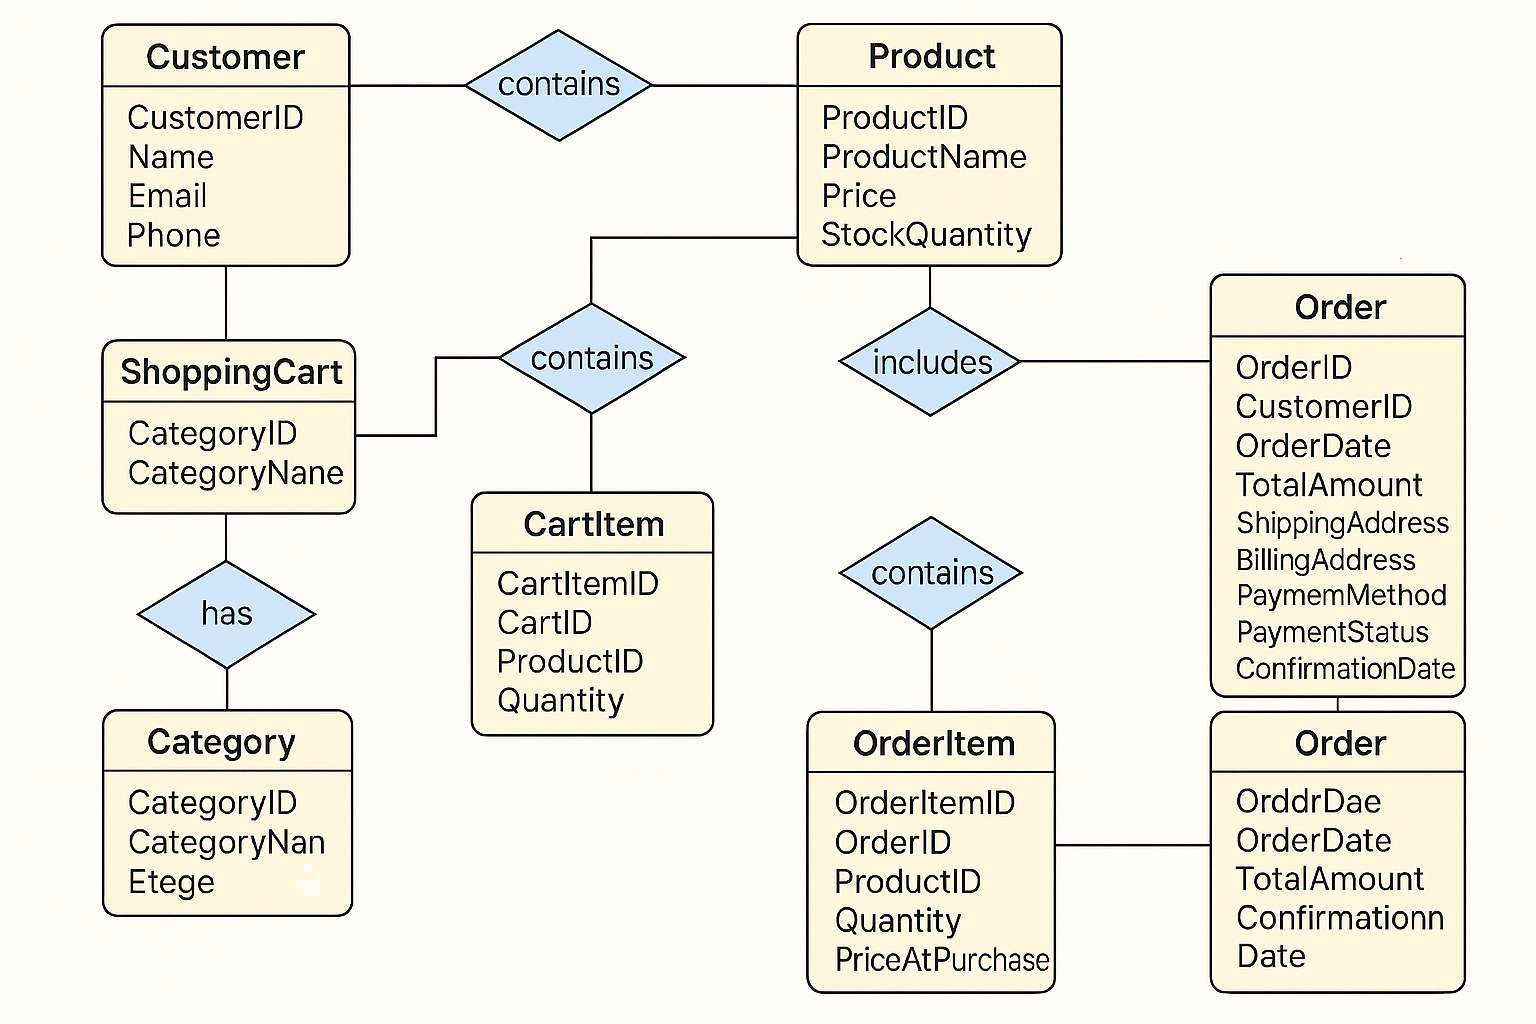 Customer
CustomerID
Name
Email
Phone
contains
Product
ProductID
ProductName
Price
StockQuantity
ShoppingCart
CategoryID
CategoryNane
contains
includes
Order
OrderID
CustomerID
OrderDate
TotalAmount
ShippingAddress
BillingAddress
PaymemMethod
PaymentStatus
ConfirmationDate
has
CartItem
CartItemID
CartID
ProductID
Quantity
contains
Category
CategoryID
CategoryNan
Etege
OrderItem
OrderItemID
OrderID
ProductID
Quantity
PriceAtPurchase
Order
OrddrDae
OrderDate
TotalAmount
Confirmationn
Date